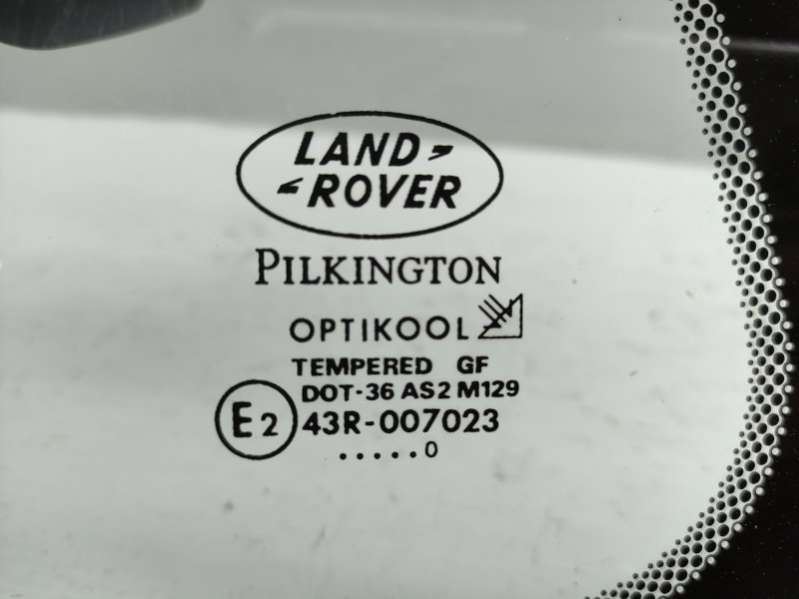 LAND
ROVER
PILKINGTON
OPTIKOOL
TEMPERED GF
DOT-36 AS2 M129
E2 43R-007023
.....0